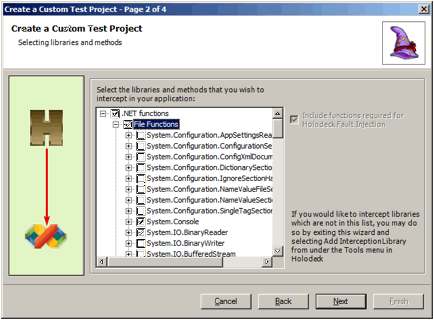 Create a Custom Test Project - Page 2 of 4
Create a Custom Test Project
Selecting libraries and methods
Select the libraries and methods that you wish to
intercept in your application:
.NET functions
File Functions
System.Configuration.AppSettingsRea
System.Configuration.ConfigurationSe
System.Configuration.ConfigXmlDocum
System.Configuration.DictionarySection
System.Configuration.IgnoreSectionHa
System.Configuration.NameValueFileSe
System.Configuration.NameValueSection
System.Configuration.SingleTagSection
System.Console
System.IO.BinaryReader
System.IO.BinaryWriter
System.IO.BufferedStream
Include functions required for
Holodeck Fault Injection
If you would like to intercept libraries
which are not in this list, you may do
so by exiting this wizard and
selecting Add InterceptionLibrary
from under the Tools menu in
Holodeck
Cancel Back Next Finish